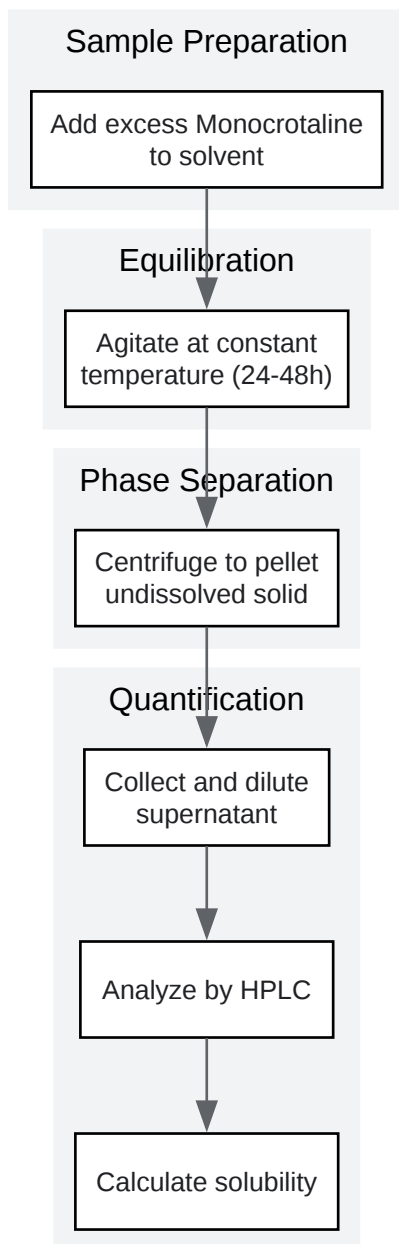 Sample Preparation
Add excess Monocrotaline
to solvent
Equilibration
Agitate at constant
temperature (24-48h)
Phase Separation
Centrifuge to pellet
undissolved solid
Quantification
Collect and dilute
supernatant
Analyze by HPLC
Calculate solubility